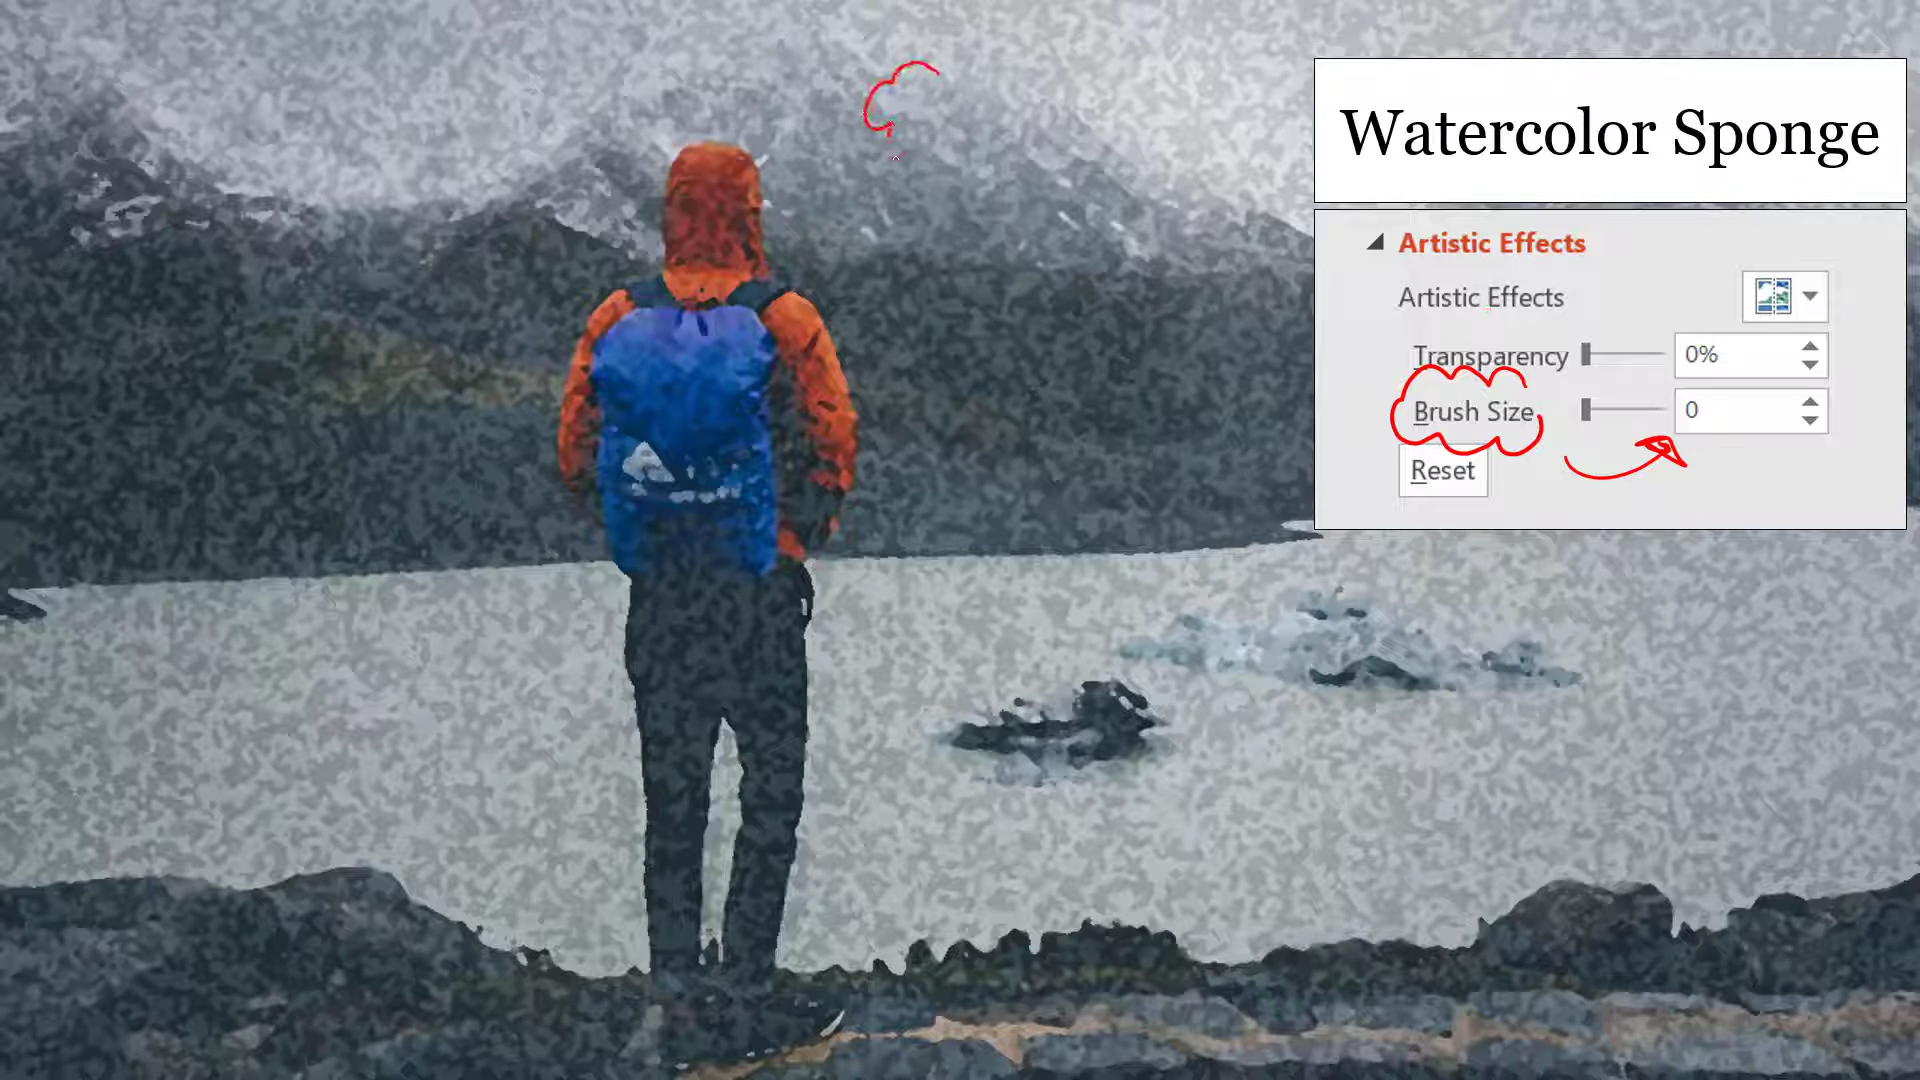 Watercolor Sponge
Artistic Effects
Artistic Effects
Transparency 0%
Brush Size 0
Reset